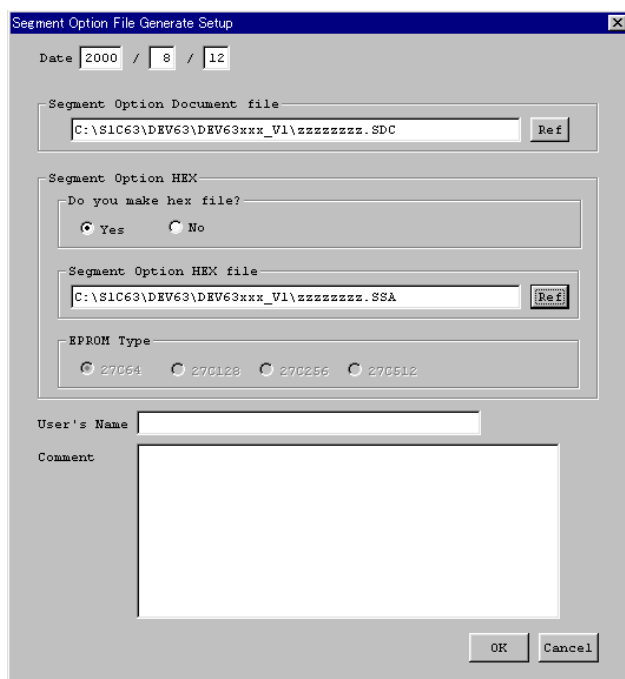 Segment Option File Generate Setup
Date 2000 / 8 / 12
Segment Option Document file
C:\S1C63\DEV63\DEV63xxx_V1\zzzzzzzz.SDC Ref
Segment Option HEX
Do you make hex file?
Yes No
Segment Option HEX file
C:\S1C63\DEV63\DEV63xxx_V1\zzzzzzzz.SSA Ref
EPROM Type
27C64 27C128 27C256 27C512
User's Name
Comment
OK Cancel